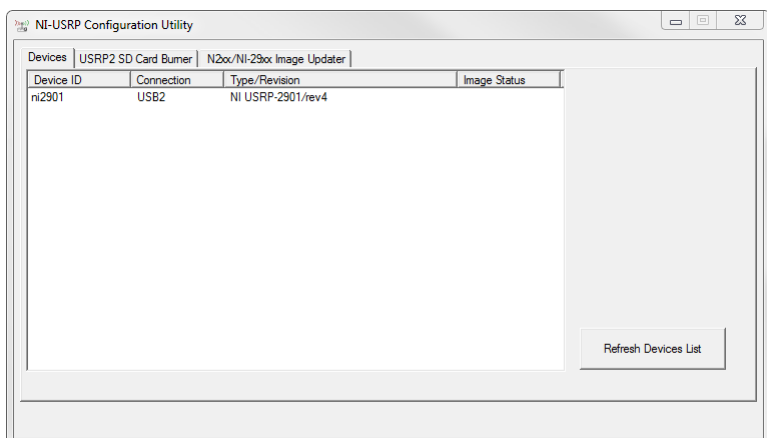 NI-USRP Configuration Utility
Devices USRP2 SD Card Burner N2xx/NI-29xx Image Updater
Device ID Connection Type/Revision Image Status
ni2901 USB2 NI USRP-2901/rev4
Refresh Devices List